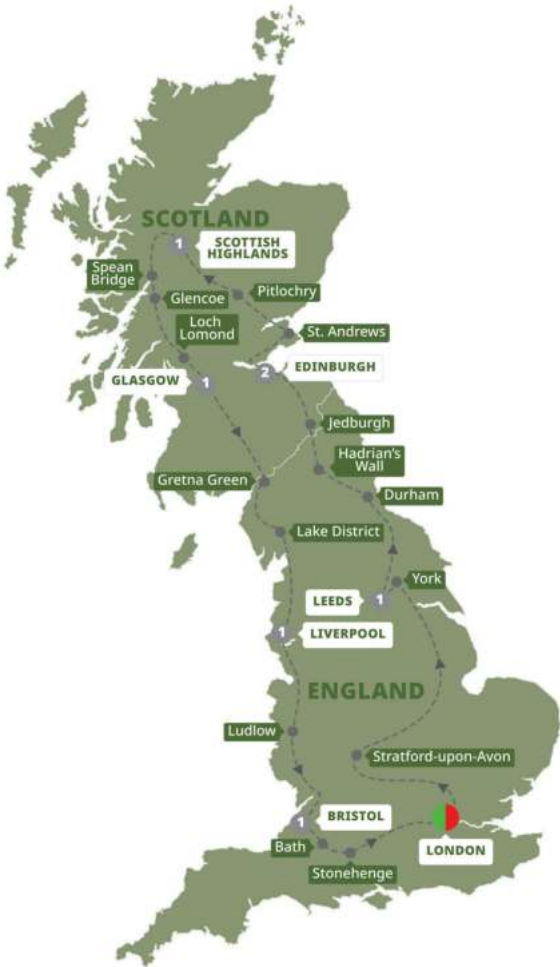 SCOTLAND
1
SCOTTISH
HIGHLANDS
Spean
Bridge
Glencoe
Pitlochry
Loch
Lomond
St. Andrews
GLASGOW
1
2
EDINBURGH
Jedburgh
Hadrian's
Wall
Gretna Green
Durham
Lake District
York
LEEDS
1
1
LIVERPOOL
ENGLAND
Ludlow
Stratford-upon-Avon
1
BRISTOL
Bath
LONDON
Stonehenge